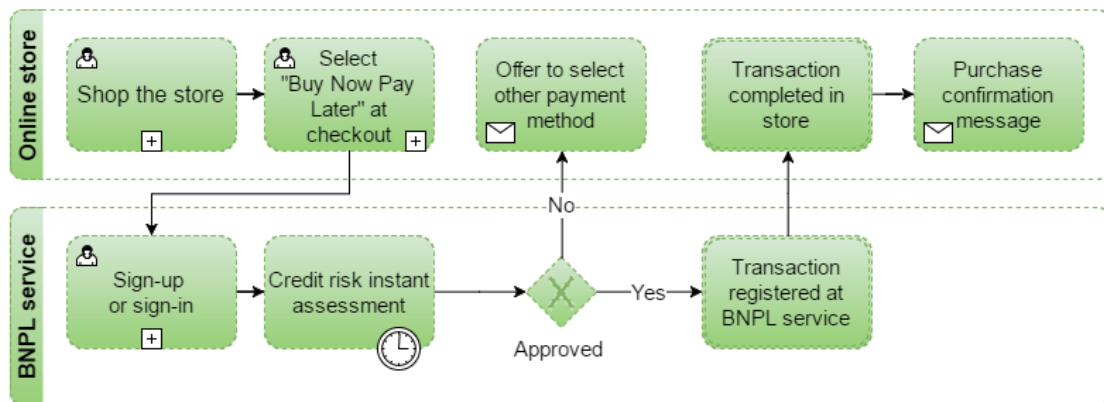 Online store
Shop the store
Select
"Buy Now Pay
Later" at
checkout
Offer to select
other payment
method
Transaction
completed in
store
Purchase
confirmation
message
No
BNPL service
Sign-up
or sign-in
Credit risk instant
assessment
X
Approved
Yes
Transaction
registered at
BNPL service